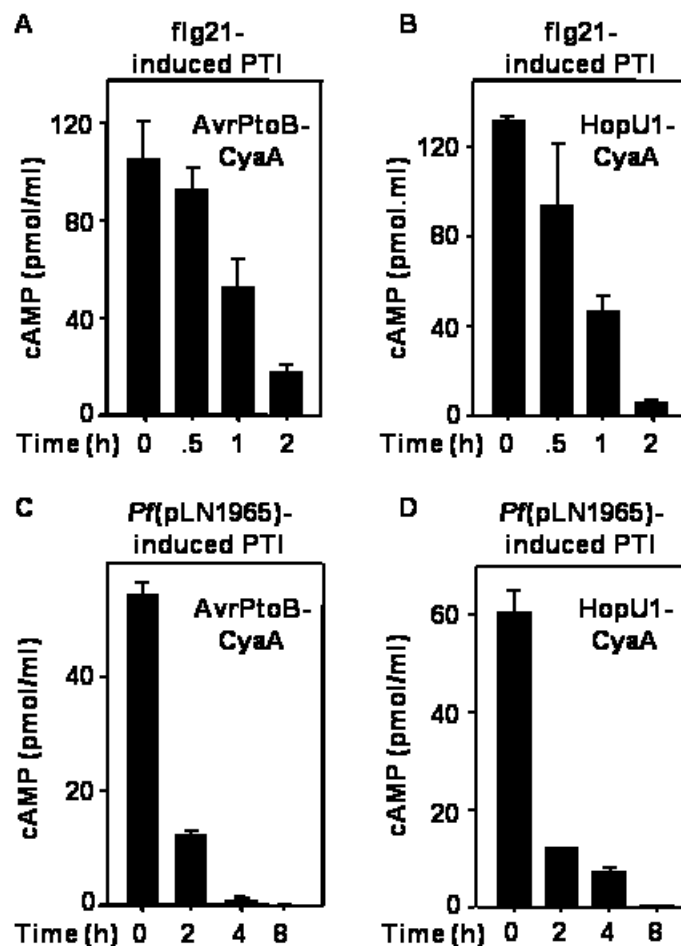 A
flg21-
induced PTI
AvrPtoB-
CyaA
cAMP (pmol/ml)
120
80
40
0
Time (h) 0 .5 1 2
B
flg21-
induced PTI
HopU1-
CyaA
cAMP (pmol.ml)
120
80
40
0
Time (h) 0 .5 1 2
C
Pf(pLN1965)-
induced PTI
AvrPtoB-
CyaA
cAMP (pmol/ml)
40
20
0
Time (h) 0 2 4 8
D
Pf(pLN1965)-
induced PTI
HopU1-
CyaA
cAMP (pmol/ml)
60
40
20
0
Time (h) 0 2 4 8